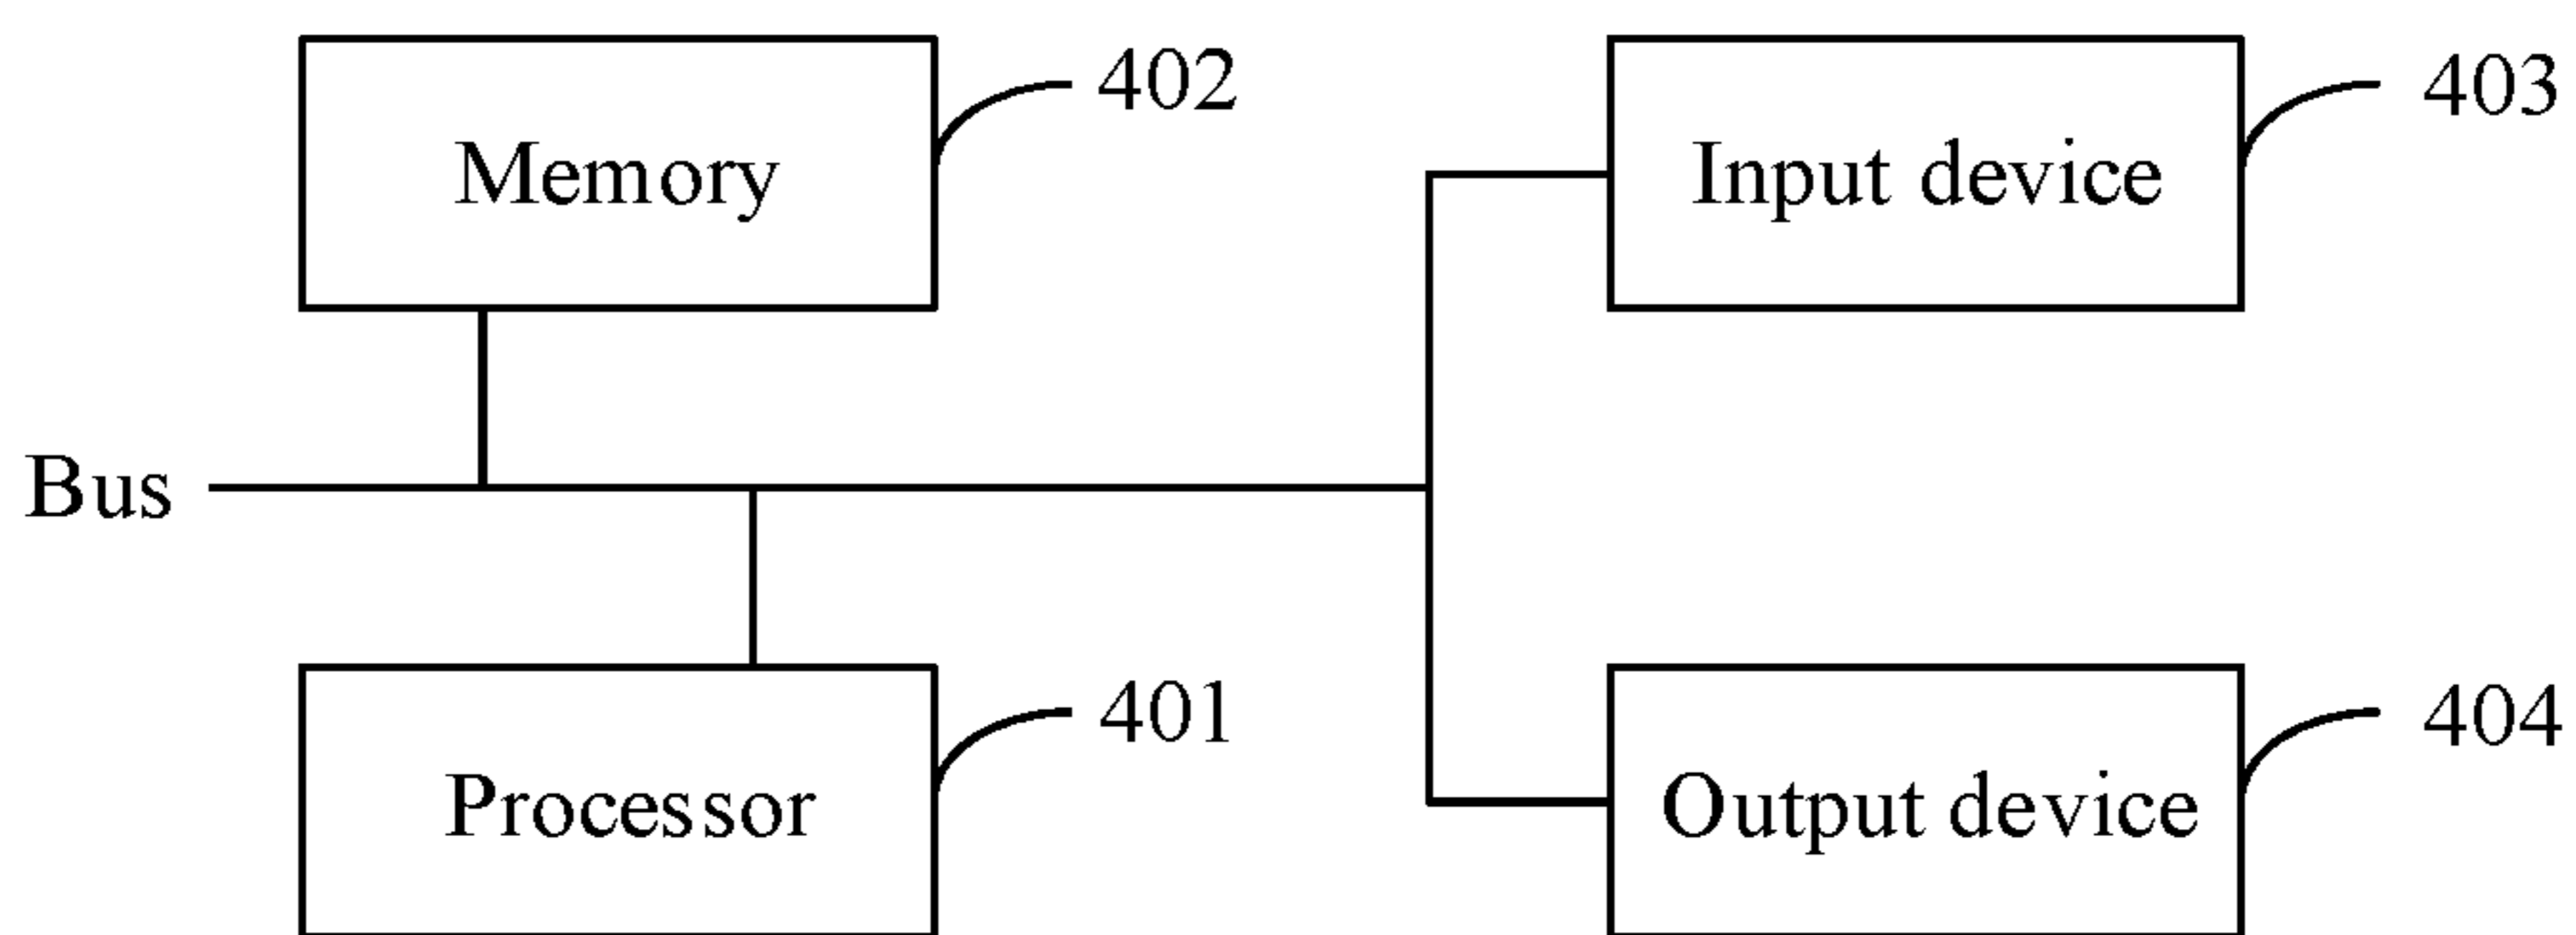 Memory
402
Input device
403
Bus
Processor
401
Output device
404